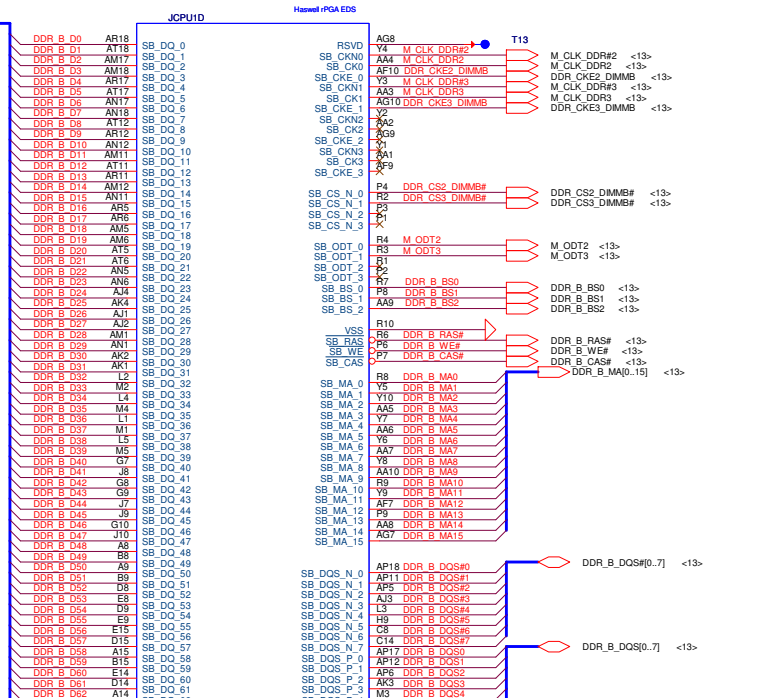 Haswell rPGA EDS
JCPU1D
DDR_B_D0 AR18 SB_DQ_0
DDR_B_D1 AT18 SB_DQ_1
DDR_B_D2 AM17 SB_DQ_2
DDR_B_D3 AM18 SB_DQ_3
DDR_B_D4 AR17 SB_DQ_4
DDR_B_D5 AT17 SB_DQ_5
DDR_B_D6 AN17 SB_DQ_6
DDR_B_D7 AN18 SB_DQ_7
DDR_B_D8 AT12 SB_DQ_8
DDR_B_D9 AR12 SB_DQ_9
DDR_B_D10 AN12 SB_DQ_10
DDR_B_D11 AM11 SB_DQ_11
DDR_B_D12 AT11 SB_DQ_12
DDR_B_D13 AR11 SB_DQ_13
DDR_B_D14 AM12 SB_DQ_14
DDR_B_D15 AN11 SB_DQ_15
DDR_B_D16 AR5 SB_DQ_16
DDR_B_D17 AR6 SB_DQ_17
DDR_B_D18 AM5 SB_DQ_18
DDR_B_D19 AM6 SB_DQ_19
DDR_B_D20 AT5 SB_DQ_20
DDR_B_D21 AT6 SB_DQ_21
DDR_B_D22 AN5 SB_DQ_22
DDR_B_D23 AN6 SB_DQ_23
DDR_B_D24 AJ4 SB_DQ_24
DDR_B_D25 AK4 SB_DQ_25
DDR_B_D26 AJ1 SB_DQ_26
DDR_B_D27 AJ2 SB_DQ_27
DDR_B_D28 AM1 SB_DQ_28
DDR_B_D29 AN1 SB_DQ_29
DDR_B_D30 AK2 SB_DQ_30
DDR_B_D31 AK1 SB_DQ_31
DDR_B_D32 L2 SB_DQ_32
DDR_B_D33 M2 SB_DQ_33
DDR_B_D34 L4 SB_DQ_34
DDR_B_D35 M4 SB_DQ_35
DDR_B_D36 L1 SB_DQ_36
DDR_B_D37 M1 SB_DQ_37
DDR_B_D38 L5 SB_DQ_38
DDR_B_D39 M5 SB_DQ_39
DDR_B_D40 G7 SB_DQ_40
DDR_B_D41 J8 SB_DQ_41
DDR_B_D42 G8 SB_DQ_42
DDR_B_D43 G9 SB_DQ_43
DDR_B_D44 J7 SB_DQ_44
DDR_B_D45 J9 SB_DQ_45
DDR_B_D46 G10 SB_DQ_46
DDR_B_D47 J10 SB_DQ_47
DDR_B_D48 A8 SB_DQ_48
DDR_B_D49 B8 SB_DQ_49
DDR_B_D50 A9 SB_DQ_50
DDR_B_D51 B9 SB_DQ_51
DDR_B_D52 D8 SB_DQ_52
DDR_B_D53 E8 SB_DQ_53
DDR_B_D54 D9 SB_DQ_54
DDR_B_D55 E9 SB_DQ_55
DDR_B_D56 E15 SB_DQ_56
DDR_B_D57 D15 SB_DQ_57
DDR_B_D58 A15 SB_DQ_58
DDR_B_D59 B15 SB_DQ_59
DDR_B_D60 E14 SB_DQ_60
DDR_B_D61 D14 SB_DQ_61
DDR_B_D62 A14
RSVD AG8 T13
SB_CKN0 Y4 M_CLK_DDR#2 M_CLK_DDR#2 <13>
SB_CK0 AA4 M_CLK_DDR2 M_CLK_DDR2 <13>
SB_CKE_0 AF10 DDR_CKE2_DIMMB DDR_CKE2_DIMMB <13>
SB_CKN1 Y3 M_CLK_DDR#3 M_CLK_DDR#3 <13>
SB_CK1 AA3 M_CLK_DDR3 M_CLK_DDR3 <13>
SB_CKE_1 AG10 DDR_CKE3_DIMMB DDR_CKE3_DIMMB <13>
SB_CKN2 Y2
SB_CK2 AA2
SB_CKE_2 AG9
SB_CKN3 Y1
SB_CK3 AA1
SB_CKE_3 AF9
SB_CS_N_0 P4 DDR_CS2_DIMMB# DDR_CS2_DIMMB# <13>
SB_CS_N_1 R2 DDR_CS3_DIMMB# DDR_CS3_DIMMB# <13>
SB_CS_N_2 P3
SB_CS_N_3 P1
SB_ODT_0 R4 M_ODT2 M_ODT2 <13>
SB_ODT_1 R3 M_ODT3 M_ODT3 <13>
SB_ODT_2 R1
SB_ODT_3 P2
SB_BS_0 R7 DDR_B_BS0 DDR_B_BS0 <13>
SB_BS_1 P8 DDR_B_BS1 DDR_B_BS1 <13>
SB_BS_2 AA9 DDR_B_BS2 DDR_B_BS2 <13>
VSS R10
SB_RAS R6 DDR_B_RAS# DDR_B_RAS# <13>
SB_WE P6 DDR_B_WE# DDR_B_WE# <13>
SB_CAS P7 DDR_B_CAS# DDR_B_CAS# <13>
DDR_B_MA[0..15] <13>
SB_MA_0 R8 DDR_B_MA0
SB_MA_1 Y5 DDR_B_MA1
SB_MA_2 Y10 DDR_B_MA2
SB_MA_3 AA5 DDR_B_MA3
SB_MA_4 Y7 DDR_B_MA4
SB_MA_5 AA6 DDR_B_MA5
SB_MA_6 Y6 DDR_B_MA6
SB_MA_7 AA7 DDR_B_MA7
SB_MA_8 Y8 DDR_B_MA8
SB_MA_9 AA10 DDR_B_MA9
SB_MA_10 R9 DDR_B_MA10
SB_MA_11 Y9 DDR_B_MA11
SB_MA_12 AF7 DDR_B_MA12
SB_MA_13 P9 DDR_B_MA13
SB_MA_14 AA8 DDR_B_MA14
SB_MA_15 AG7 DDR_B_MA15
DDR_B_DQS#[0..7] <13>
SB_DQS_N_0 AP18 DDR_B_DQS#0
SB_DQS_N_1 AP11 DDR_B_DQS#1
SB_DQS_N_2 AP5 DDR_B_DQS#2
SB_DQS_N_3 AJ3 DDR_B_DQS#3
SB_DQS_N_4 L3 DDR_B_DQS#4
SB_DQS_N_5 H9 DDR_B_DQS#5
SB_DQS_N_6 C8 DDR_B_DQS#6
SB_DQS_N_7 C14 DDR_B_DQS#7
DDR_B_DQS[0..7] <13>
SB_DQS_P_0 AP17 DDR_B_DQS0
SB_DQS_P_1 AP12 DDR_B_DQS1
SB_DQS_P_2 AP6 DDR_B_DQS2
SB_DQS_P_3 AK3 DDR_B_DQS3
M3 DDR_B_DQS4